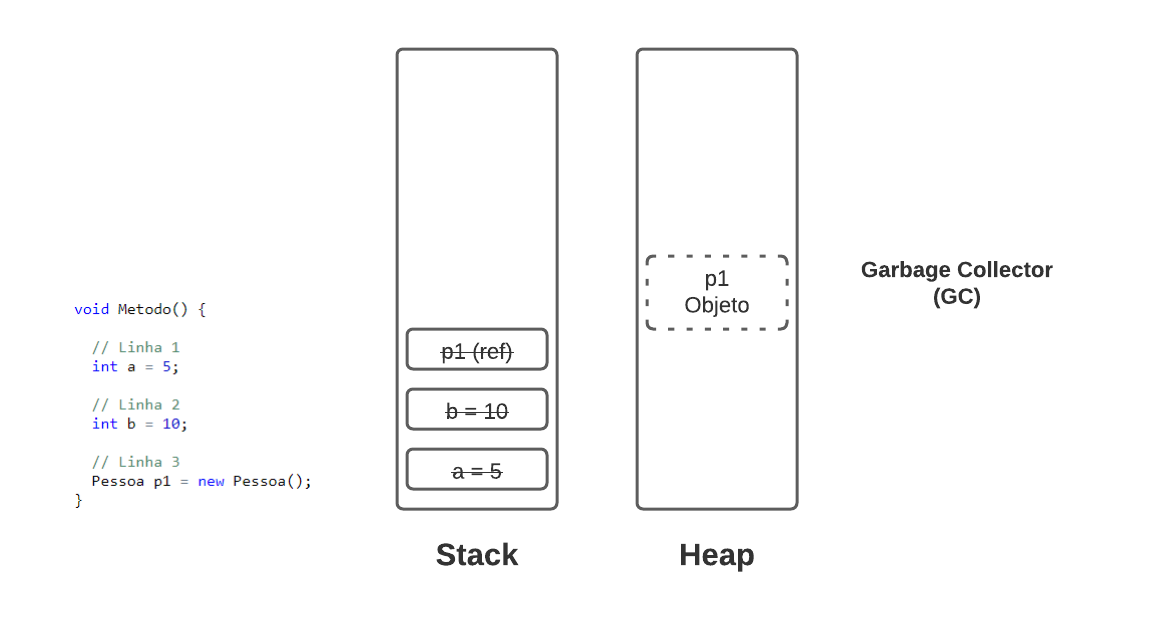 void Metodo() {
// Linha 1
int a = 5;
// Linha 2
int b = 10;
// Linha 3
Pessoa p1 = new Pessoa();
}
p1 (ref)
b = 10
a = 5
Stack
p1
Objeto
Heap
Garbage Collector
(GC)